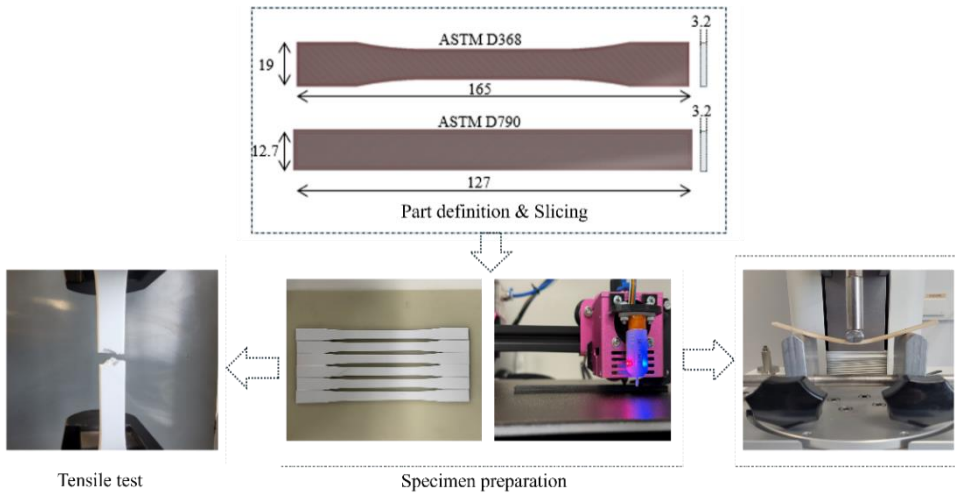 3.2
ASTM D368
19
165
3.2
ASTM D790
12.7
127
Part definition & Slicing
Tensile test
Specimen preparation